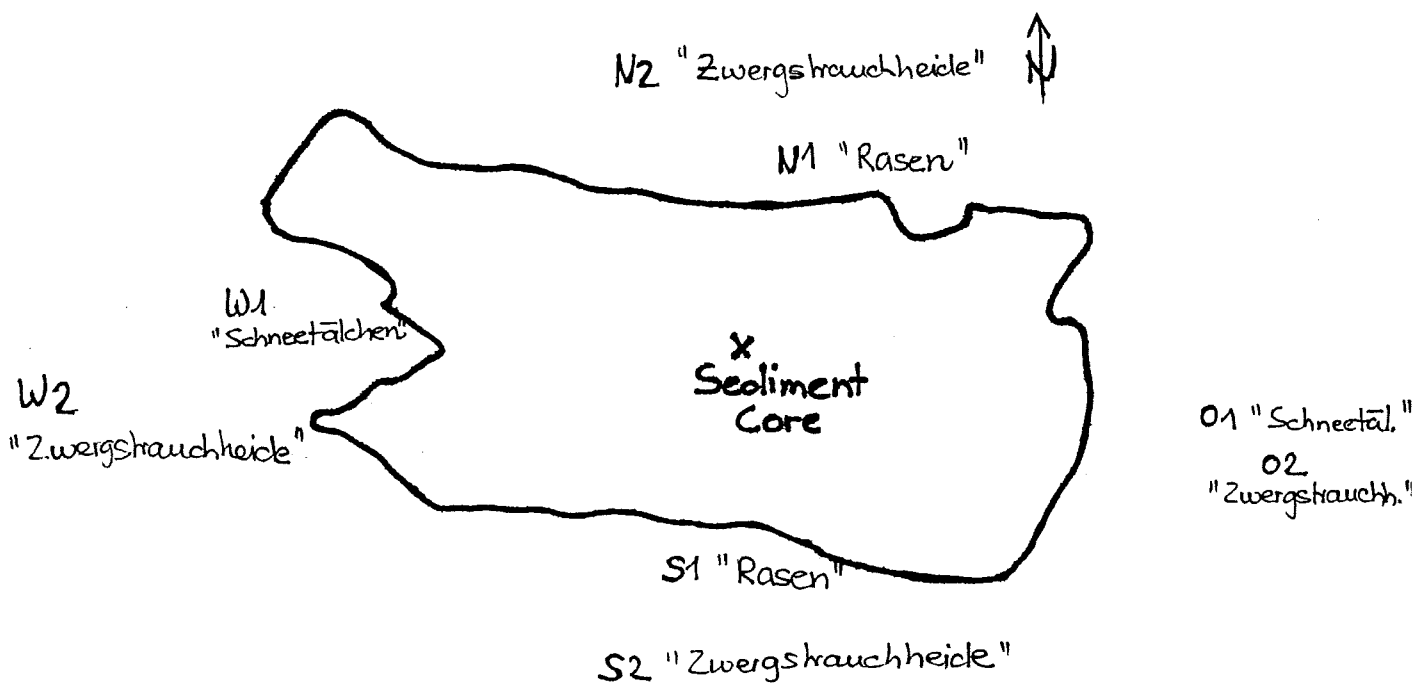 N2 "Zwergstrauchheide"
N
N1 "Rasen"
W1
"Schneetälchen"
X
Sediment
Core
W2
"Zwergstrauchheide"
O1 "Schneetäl."
O2
"Zwergstrauchh."
S1 "Rasen"
S2 "Zwergstrauchheide"